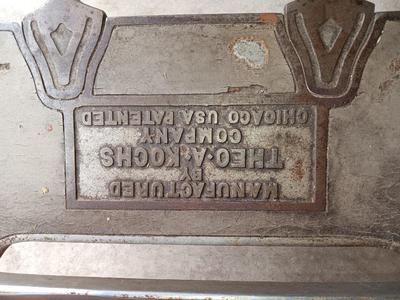 MANUFACTURED
BY
THEO. A. KOCHS
COMPANY
CHICAGO USA PATENTED